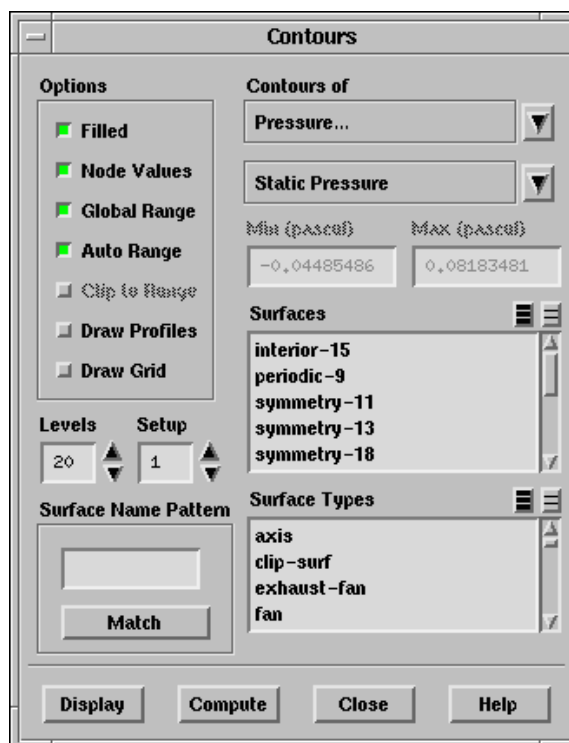 Contours
Options
Filled
Node Values
Global Range
Auto Range
Clip to Range
Draw Profiles
Draw Grid
Levels
Setup
20
1
Surface Name Pattern
Match
Contours of
Pressure...
Static Pressure
Min (pascal)
Max (pascal)
-0.04485486
0.08183481
Surfaces
interior-15
periodic-9
symmetry-11
symmetry-13
symmetry-18
Surface Types
axis
clip-surf
exhaust-fan
fan
Display
Compute
Close
Help